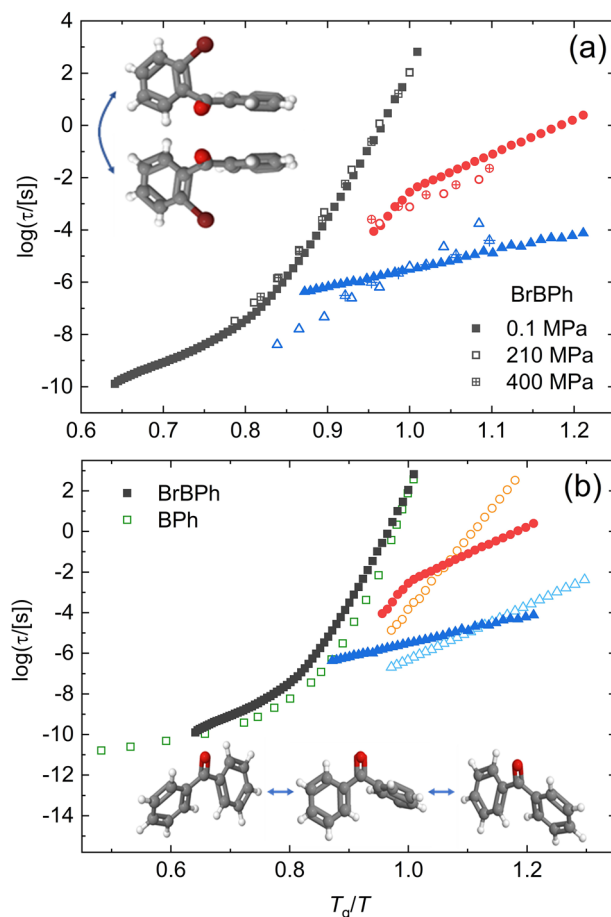 (a)
4
2
0
-2
-4
-6
-8
-10
log(τ/[s])
BrBPh
0.1 MPa
210 MPa
400 MPa
0.6 0.7 0.8 0.9 1.0 1.1 1.2
(b)
BrBPh
BPh
2
0
-2
-4
-6
-8
-10
-12
-14
log(τ/[s])
0.6 0.8 1.0 1.2
Tg/T